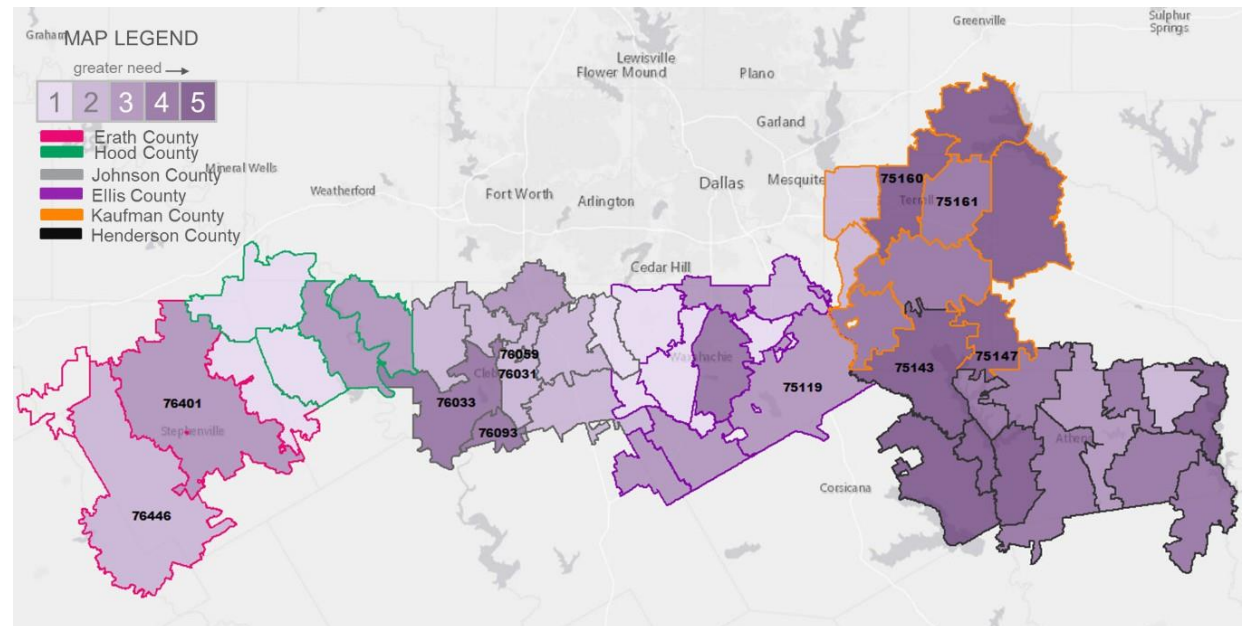 Graham
MAP LEGEND
greater need
1 2 3 4 5
Erath County
Hood County
Johnson County
Ellis County
Kaufman County
Henderson County
Mineral Wells
Weatherford
Fort Worth
Arlington
Lewisville
Flower Mound
Plano
Garland
Dallas
Mesquite
Greenville
Sulphur
Springs
Cedar Hill
75160
75161
76059
76031
76033
76093
Waxahachie
75119
75143
75147
76401
Stephenville
76446
Corsicana
Athens